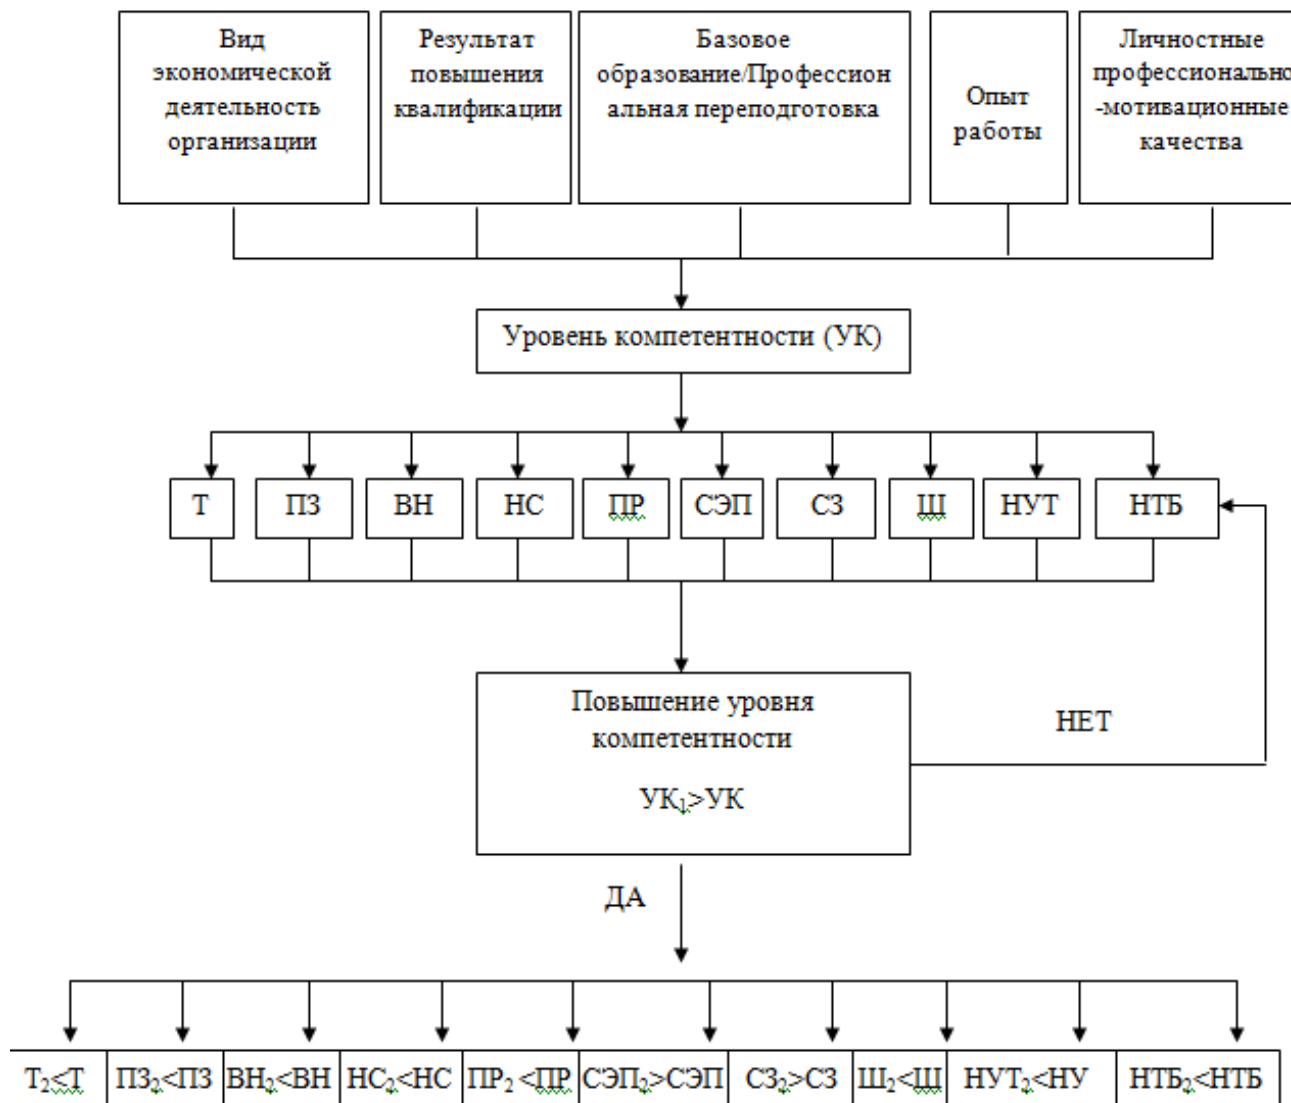 Вид
экономической
деятельность
организации
Результат
повышения
квалификации
Базовое
образование/Профессион
альная переподготовка
Опыт
работы
Личностные
профессионально
-мотивационные
качества
Уровень компетентности (УК)
Т
ПЗ
ВН
НС
ПР
СЭП
СЗ
Ш
НУТ
НТБ
Повышение уровня
компетентности
УК₁>УК
НЕТ
ДА
Т₂<Т
ПЗ₂<ПЗ
ВН₂<ВН
НС₂<НС
ПР₂ <ПР
СЭП₂>СЭП
СЗ₂>СЗ
Ш₂<Ш
НУТ₂<НУ
НТБ₂<НТБ